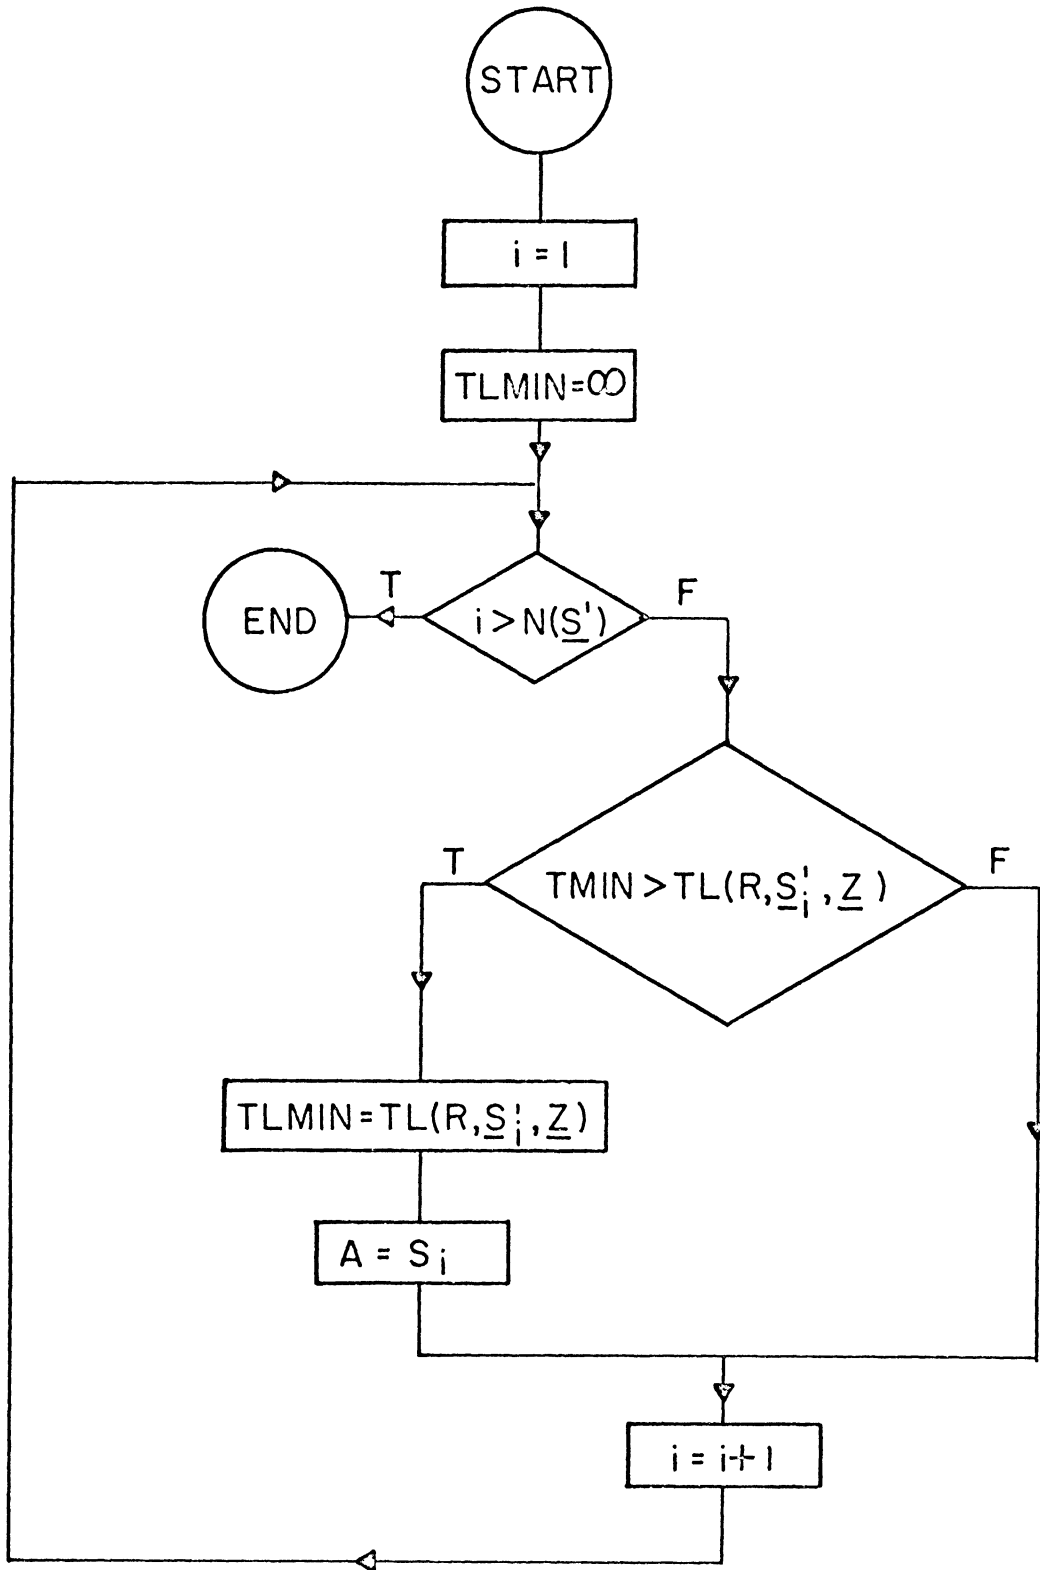 START
i = 1
TLMIN=∞
T
F
END
i > N(S')
T
F
TMIN > TL(R, S'i, Z)
TLMIN = TL(R, S'i, Z)
A = Si
i = i+1